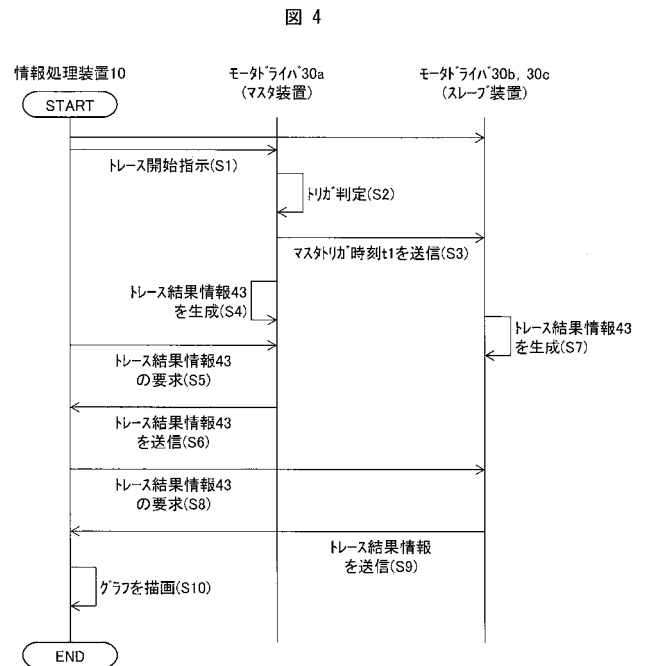 図 4
情報処理装置10
START
ﾓｰﾀﾄﾞﾗｲﾊﾞ30a
(ﾏｽﾀ装置)
ﾓｰﾀﾄﾞﾗｲﾊﾞ30b, 30c
(ｽﾚｰﾌﾞ装置)
ﾄﾚｰｽ開始指示(S1)
ﾄﾘｶﾞ判定(S2)
ﾏｽﾀﾄﾘｶﾞ時刻t1を送信(S3)
ﾄﾚｰｽ結果情報43
を生成(S4)
ﾄﾚｰｽ結果情報43
を生成(S7)
ﾄﾚｰｽ結果情報43
の要求(S5)
ﾄﾚｰｽ結果情報43
を送信(S6)
ﾄﾚｰｽ結果情報43
の要求(S8)
ﾄﾚｰｽ結果情報
を送信(S9)
ｸﾞﾗﾌを描画(S10)
END